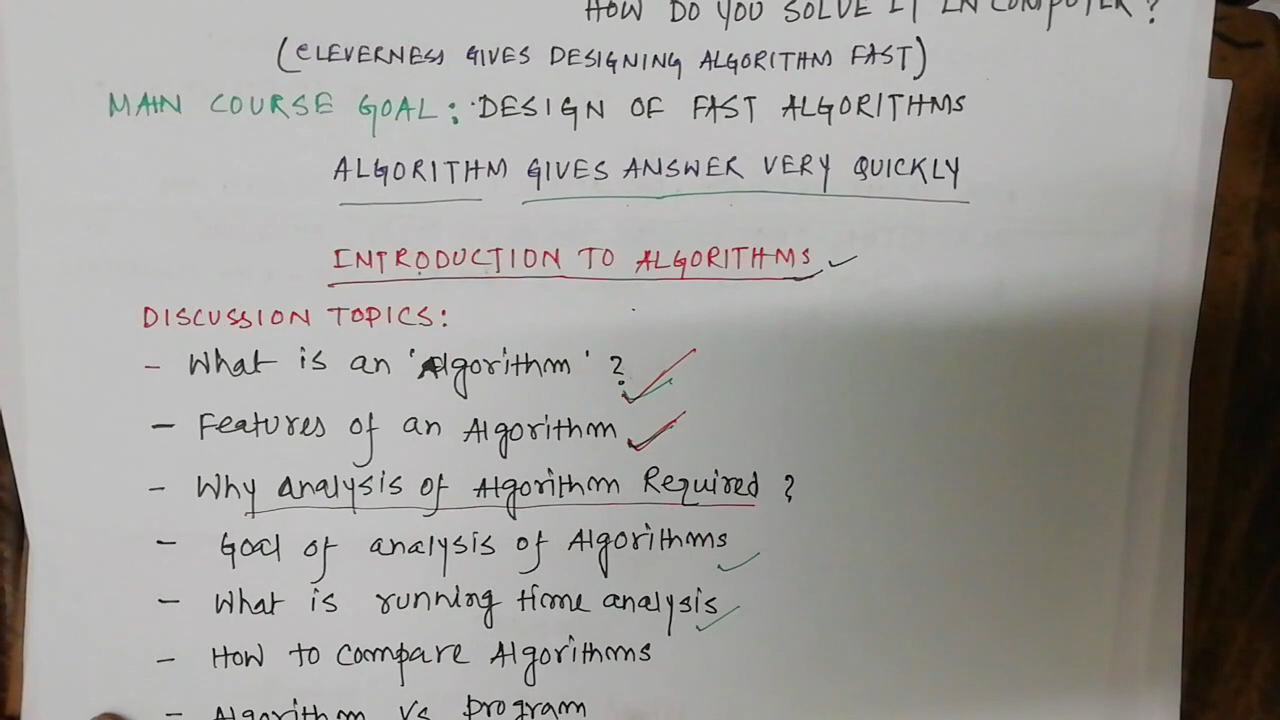 HOW DO YOU SOLVE IT IN COMPUTER?
(CLEVERNESS GIVES DESIGNING ALGORITHM FAST)
MAIN COURSE GOAL: DESIGN OF FAST ALGORITHMS
ALGORITHM GIVES ANSWER VERY QUICKLY
INTRODUCTION TO ALGORITHMS
DISCUSSION TOPICS:
- What is an 'Algorithm' ?
- Features of an Algorithm
- Why analysis of Algorithm Required ?
- Goal of analysis of Algorithms
- What is running time analysis
- How to compare Algorithms
- Algorithm Vs program